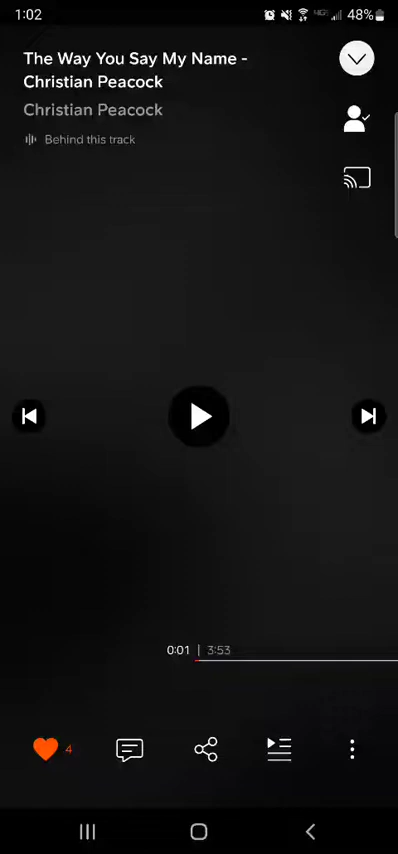 1:02
48%
The Way You Say My Name -
Christian Peacock
Christian Peacock
Behind this track
0:01 | 3:53
4